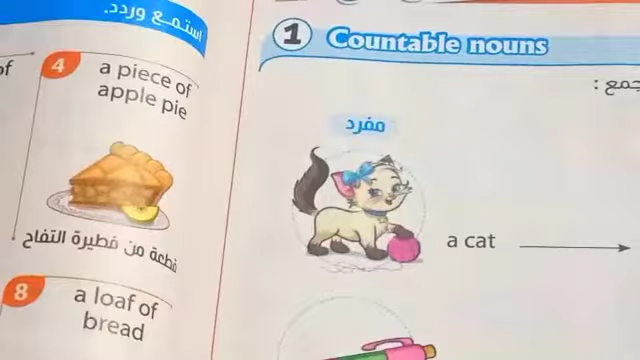 استمع وردد.
of
4
a piece of
apple pie
قطعة من فطيرة التفاح
8
a loaf of
bread
1 Countable nouns
جمع :
مفرد
a cat